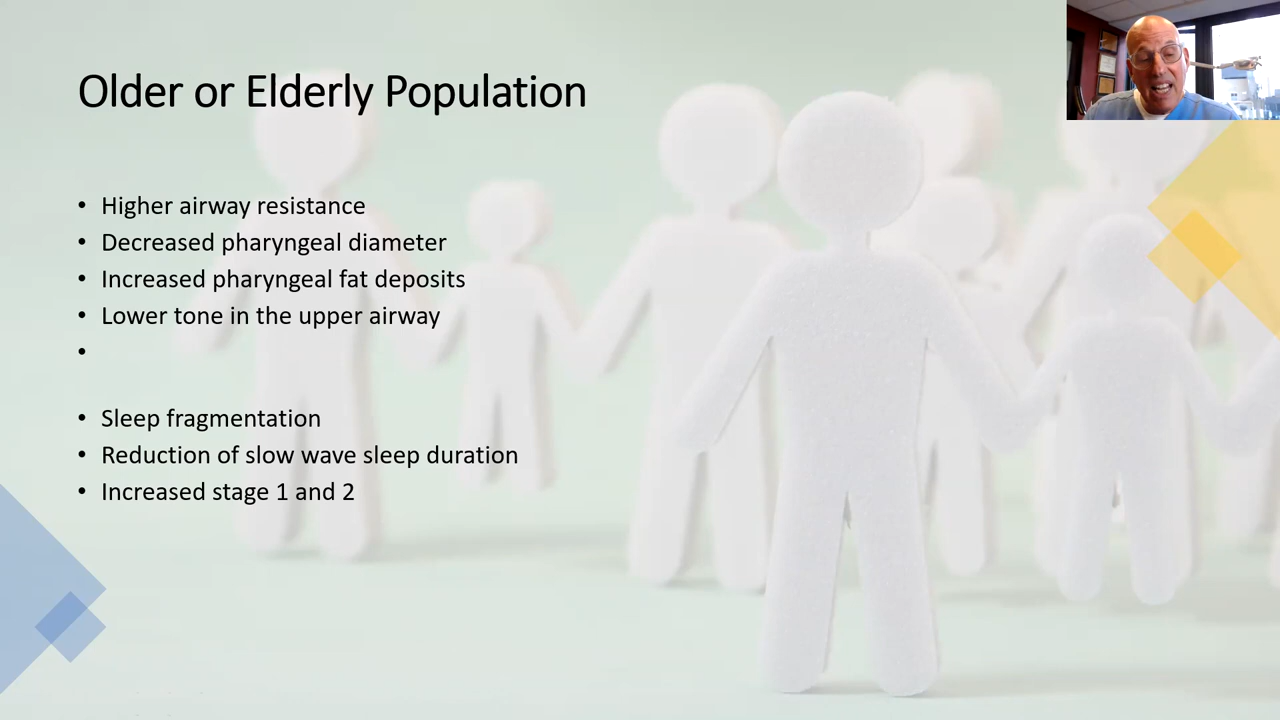 Older or Elderly Population
• Higher airway resistance
• Decreased pharyngeal diameter
• Increased pharyngeal fat deposits
• Lower tone in the upper airway
•
• Sleep fragmentation
• Reduction of slow wave sleep duration
• Increased stage 1 and 2